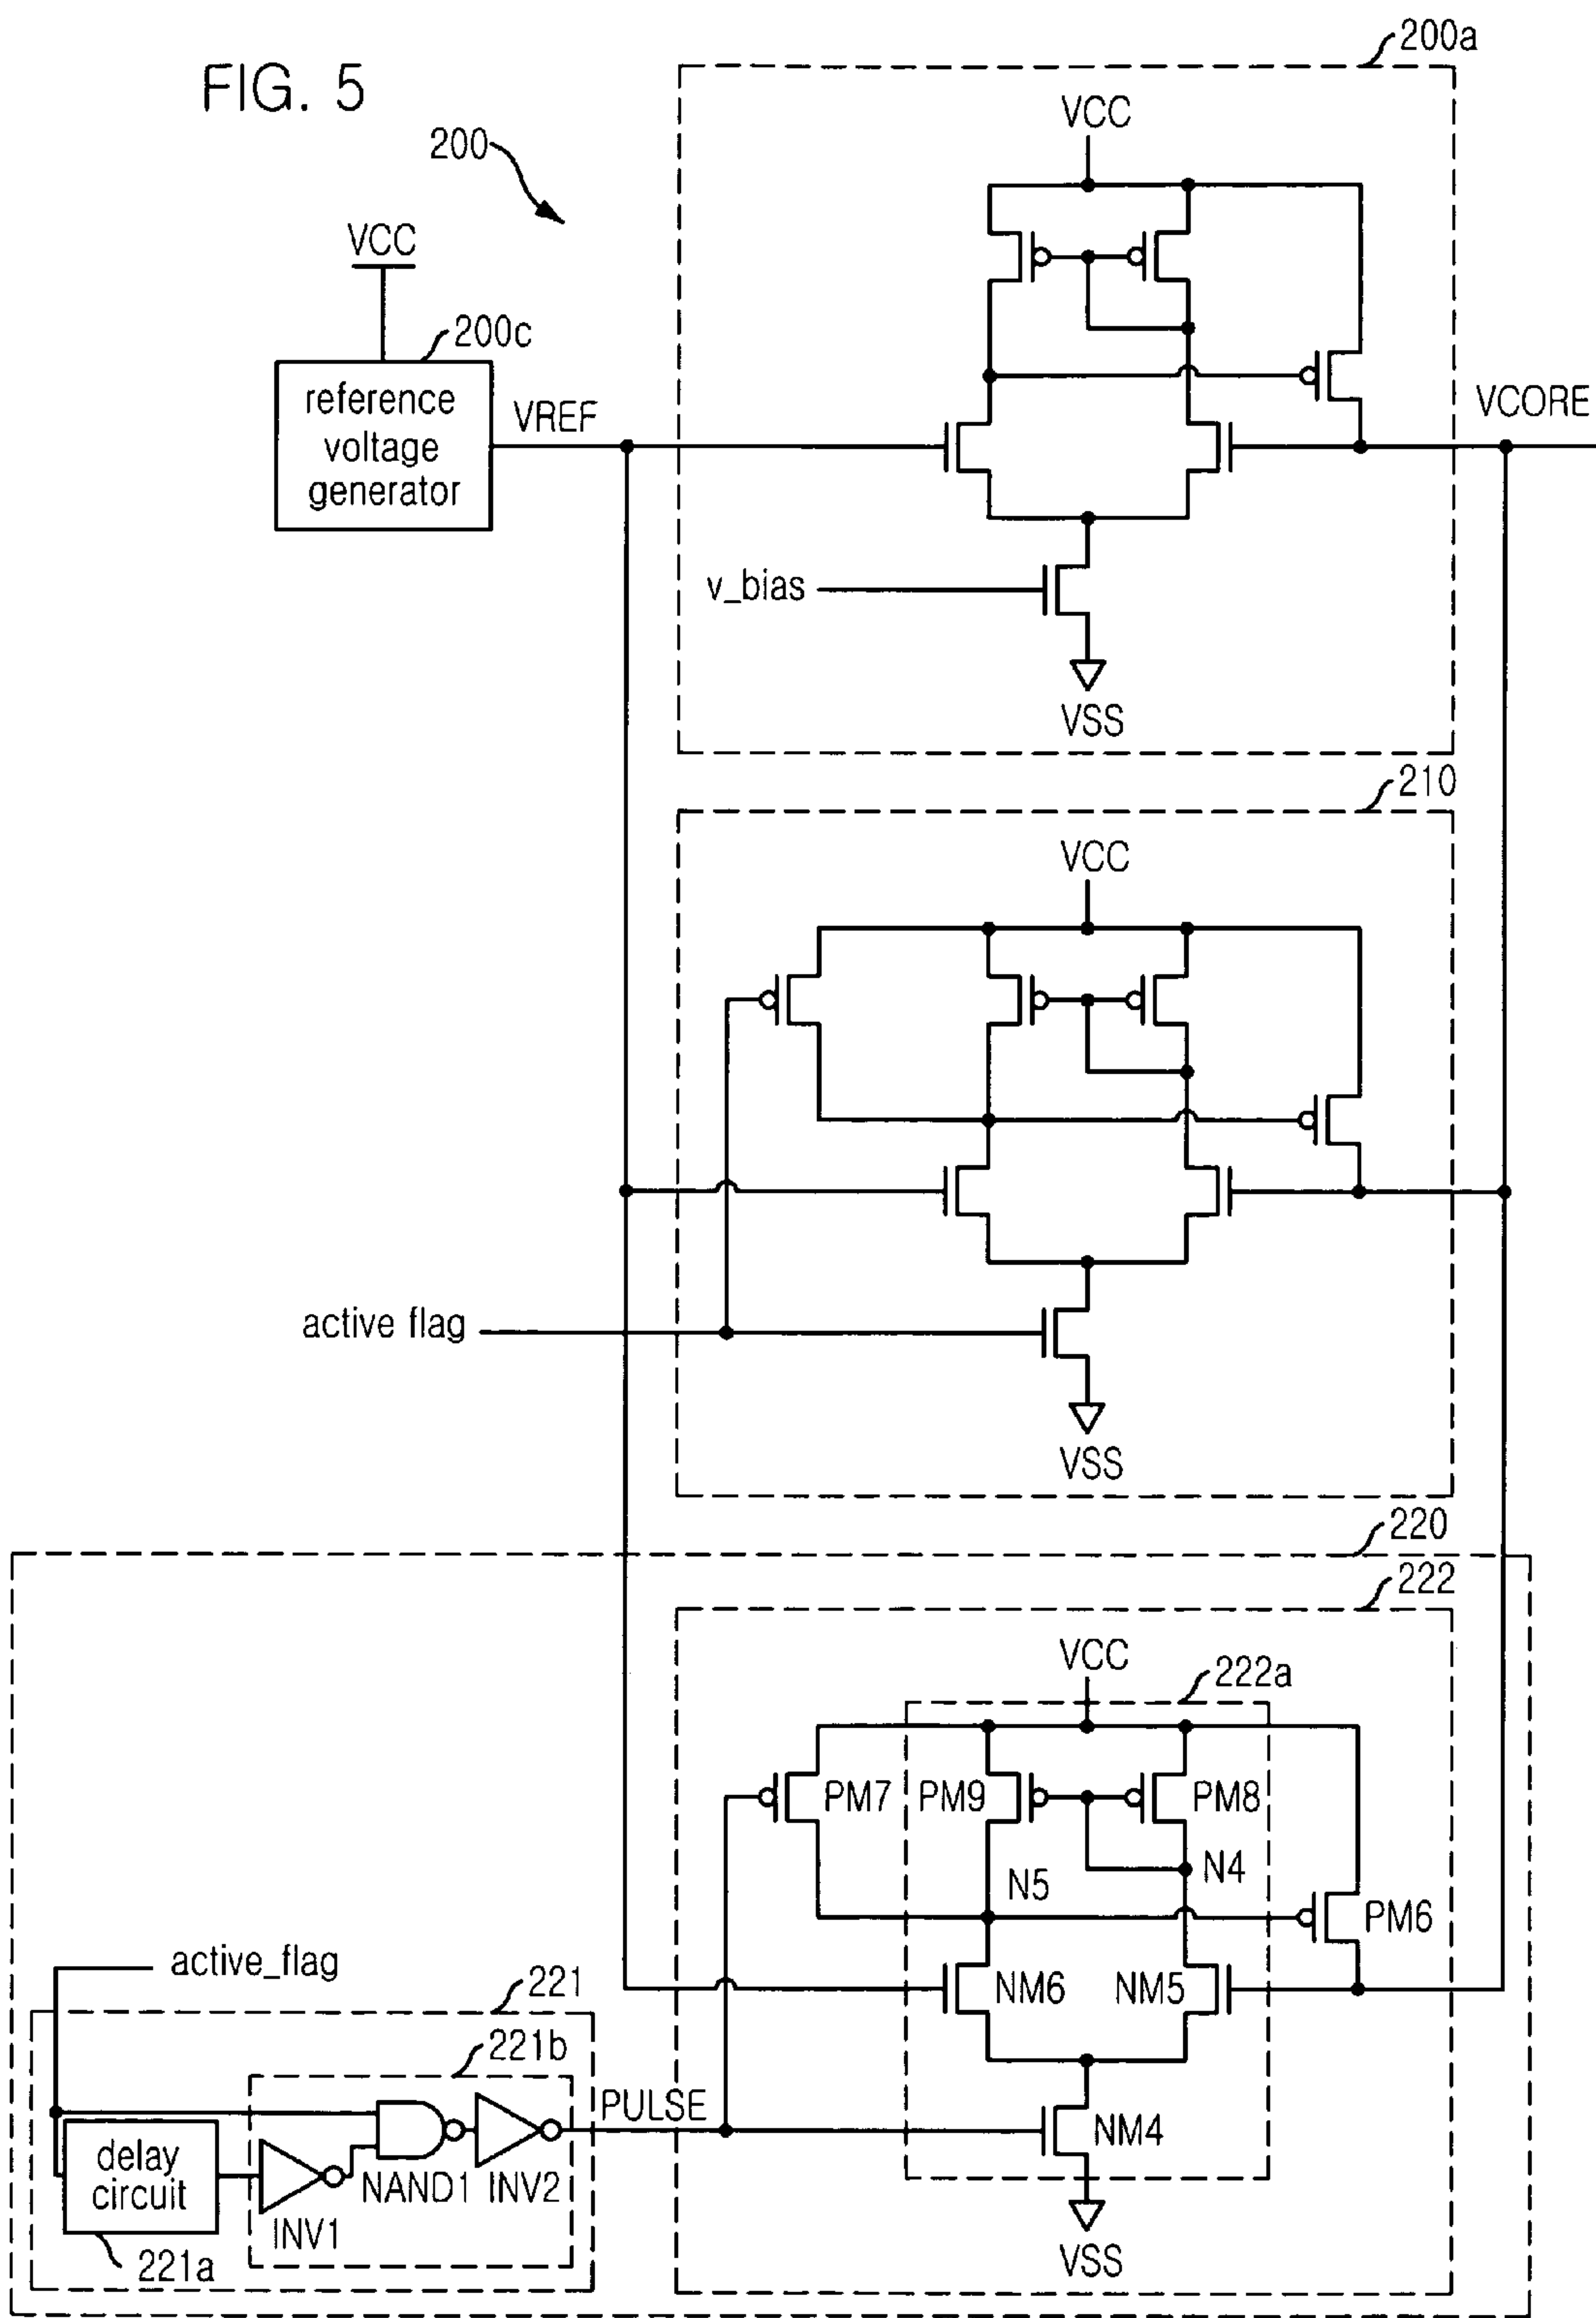 FIG. 5
200
200a
VCC
VCC
200c
reference
voltage
generator
VREF
VCORE
v_bias
VSS
210
VCC
active flag
VSS
220
222
VCC
222a
PM7
PM9
PM8
N5
N4
PM6
active_flag
NM6
NM5
221
221b
PULSE
delay
circuit
NAND1
INV2
NM4
INV1
221a
VSS